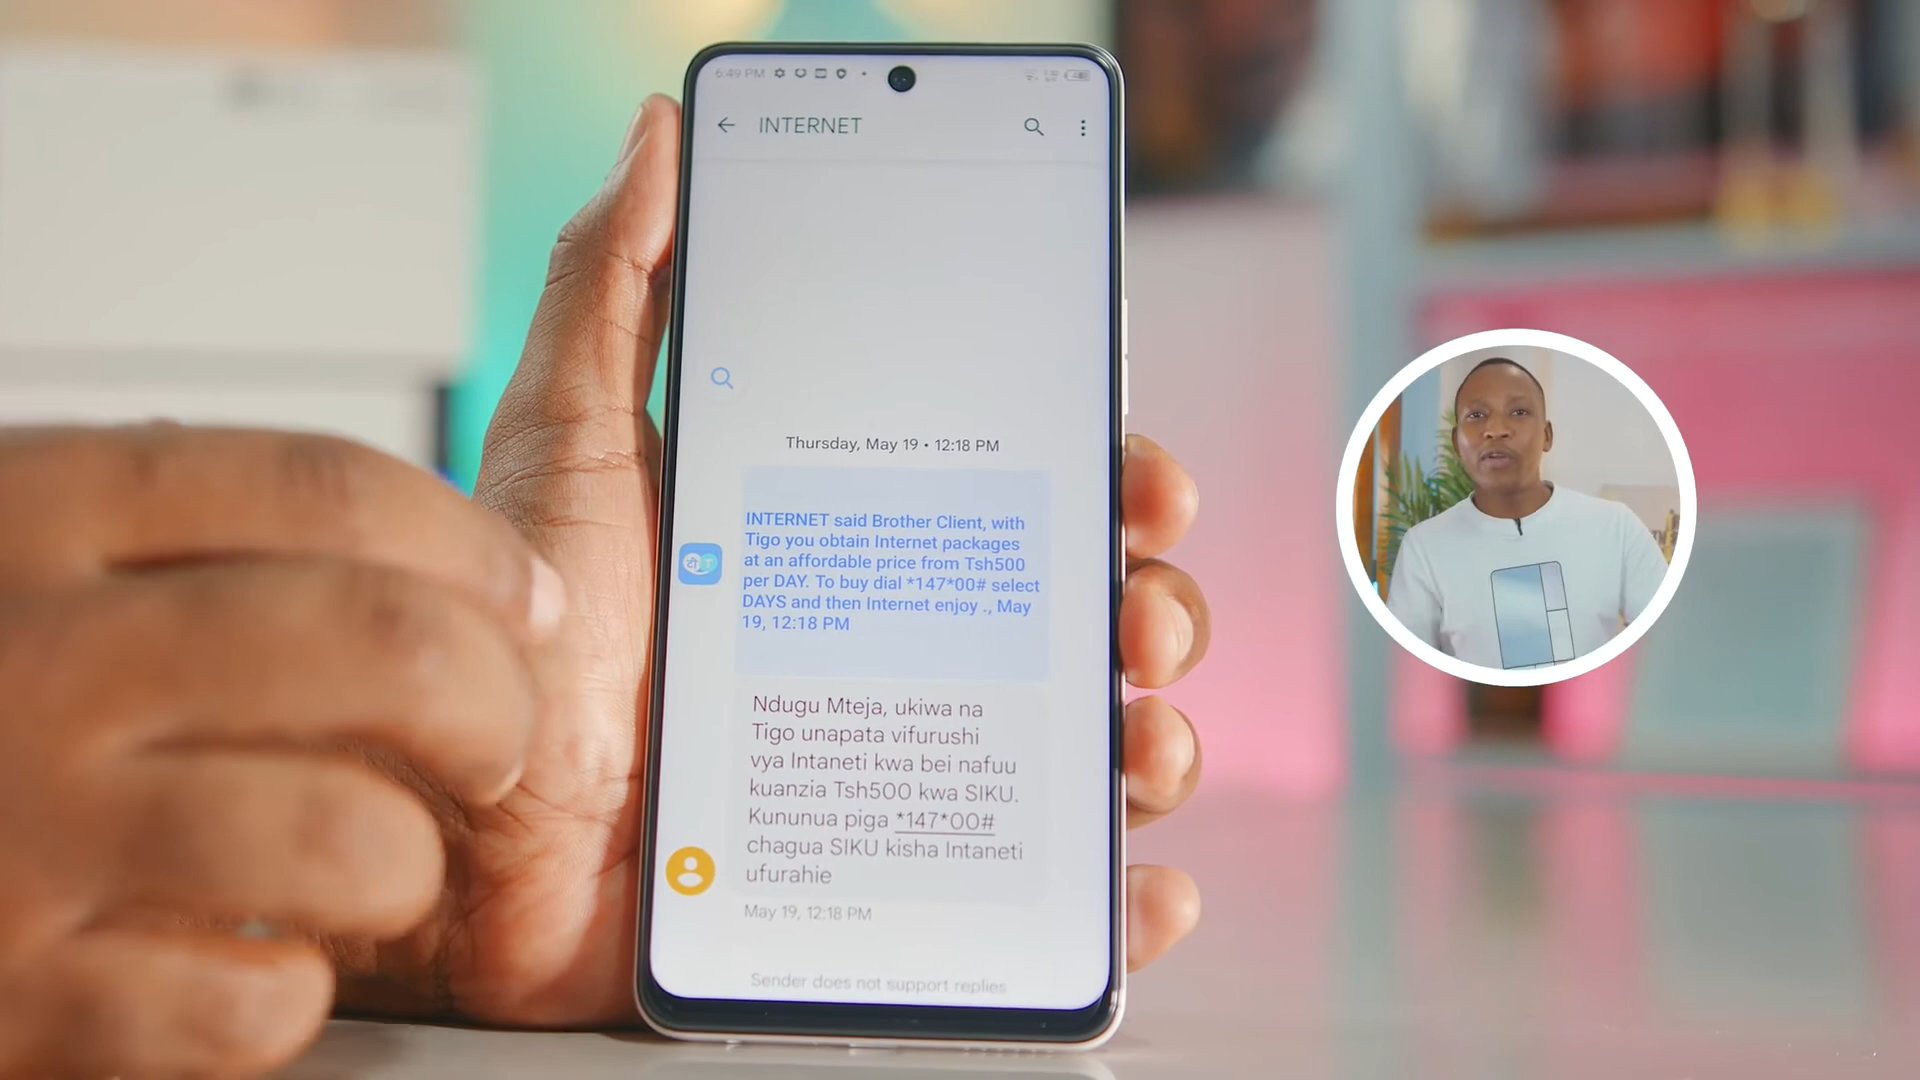 6:49 PM
INTERNET
Thursday, May 19 • 12:18 PM
INTERNET said Brother Client, with
Tigo you obtain Internet packages
at an affordable price from Tsh500
per DAY. To buy dial *147*00# select
DAYS and then Internet enjoy ., May
19, 12:18 PM
Ndugu Mteja, ukiwa na
Tigo unapata vifurushi
vya Intaneti kwa bei nafuu
kuanzia Tsh500 kwa SIKU.
Kununua piga *147*00#
chagua SIKU kisha Intaneti
ufurahie
May 19, 12:18 PM
Sender does not support replies